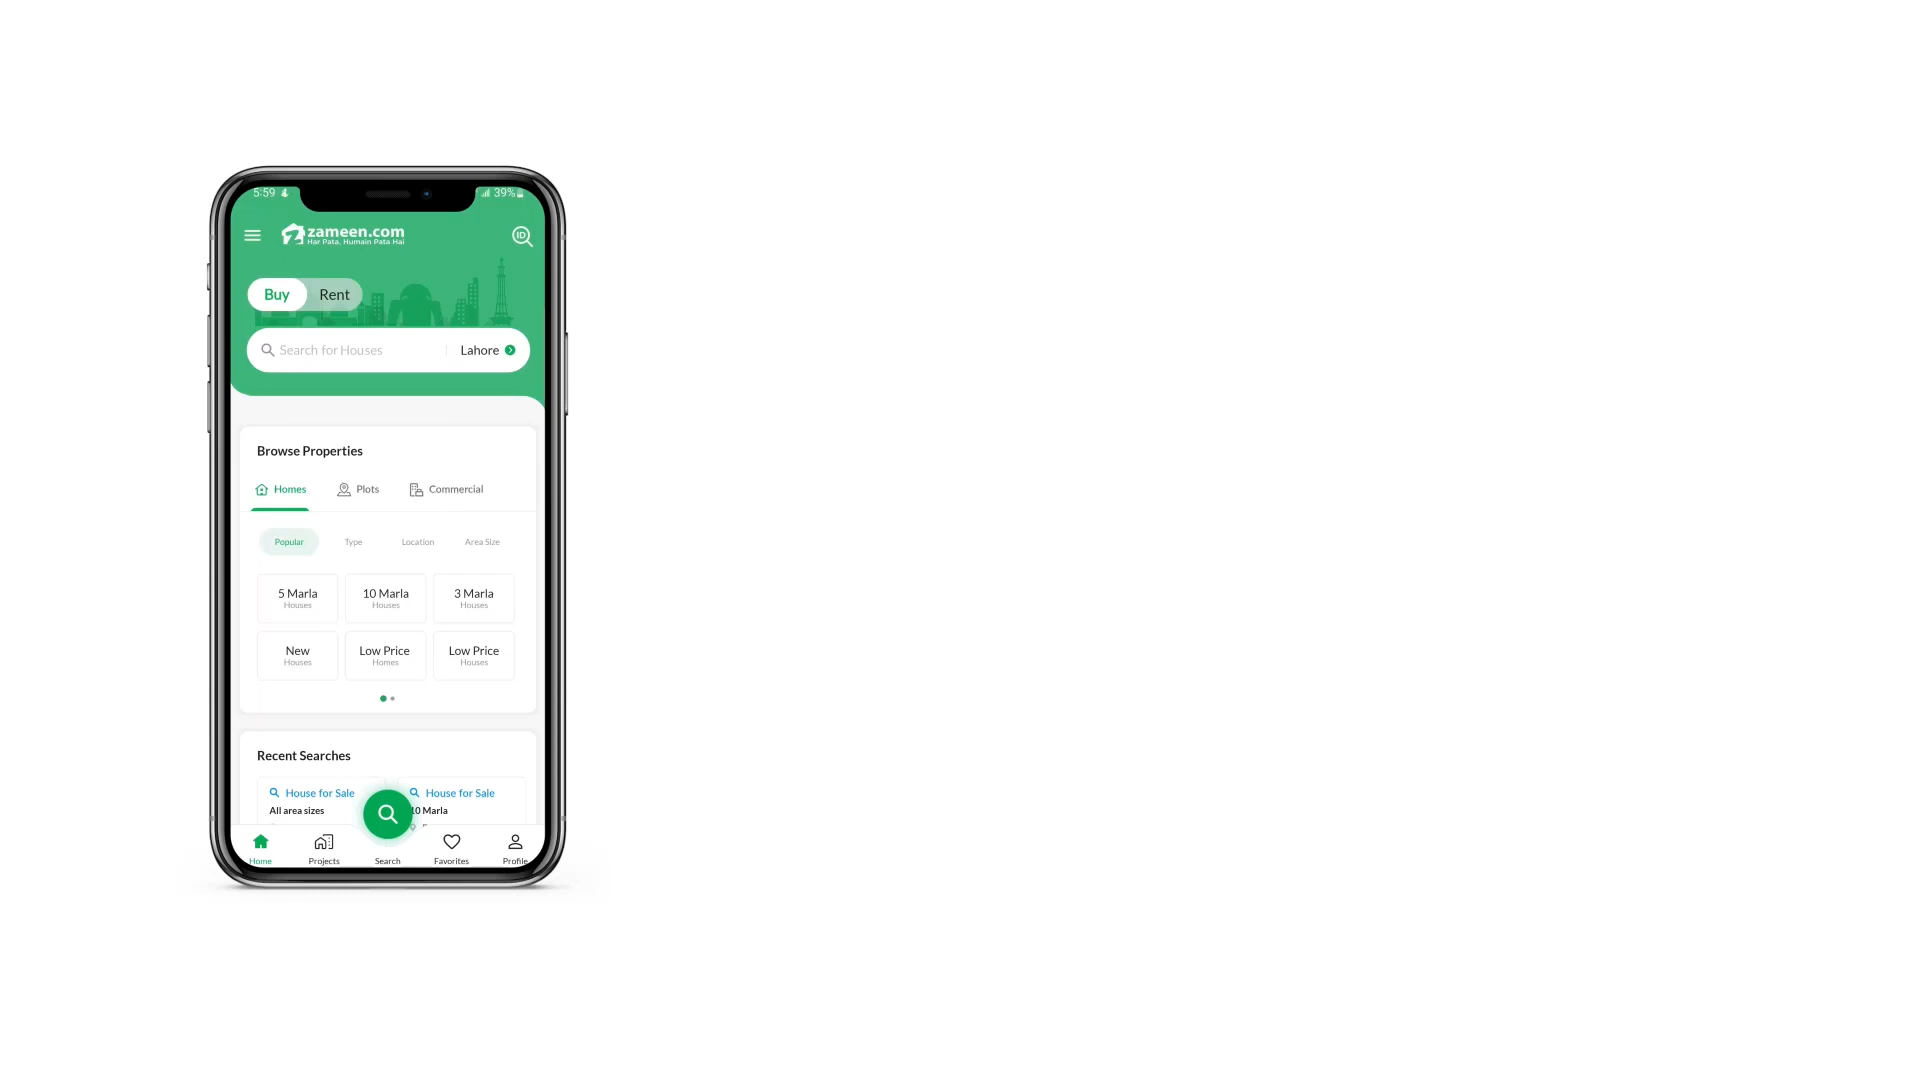 5:59
39%
zameen.com
Har Pata, Humain Pata Hai
ID
Buy Rent
Search for Houses Lahore
Browse Properties
Homes Plots Commercial
Popular Type Location Area Size
5 Marla 10 Marla 3 Marla
Houses Houses Houses
New Low Price Low Price
Houses Homes Houses
Recent Searches
House for Sale House for Sale
All area sizes 10 Marla
Home Projects Search Favorites Profile